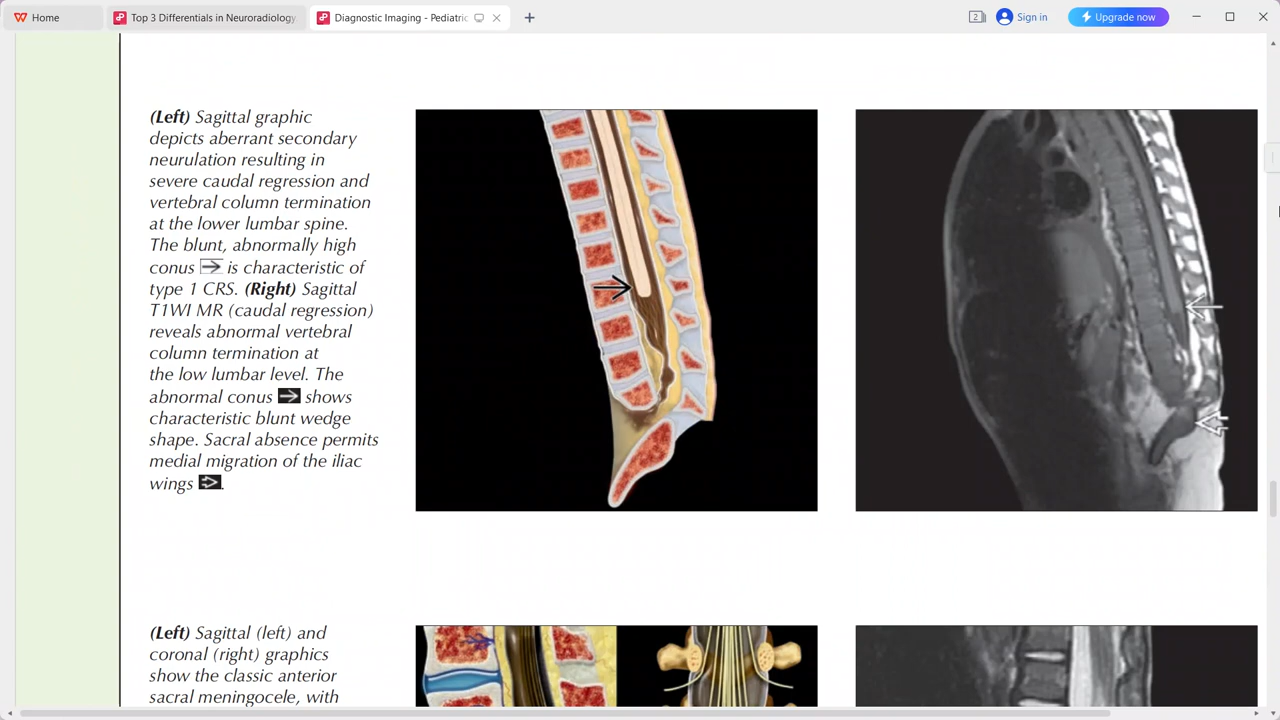 Home
Top 3 Differentials in Neuroradiology.
Diagnostic Imaging - Pediatric
2
Sign in
Upgrade now
(Left) Sagittal graphic
depicts aberrant secondary
neurulation resulting in
severe caudal regression and
vertebral column termination
at the lower lumbar spine.
The blunt, abnormally high
conus is characteristic of
type 1 CRS. (Right) Sagittal
T1WI MR (caudal regression)
reveals abnormal vertebral
column termination at
the low lumbar level. The
abnormal conus shows
characteristic blunt wedge
shape. Sacral absence permits
medial migration of the iliac
wings .
(Left) Sagittal (left) and
coronal (right) graphics
show the classic anterior
sacral meningocele, with